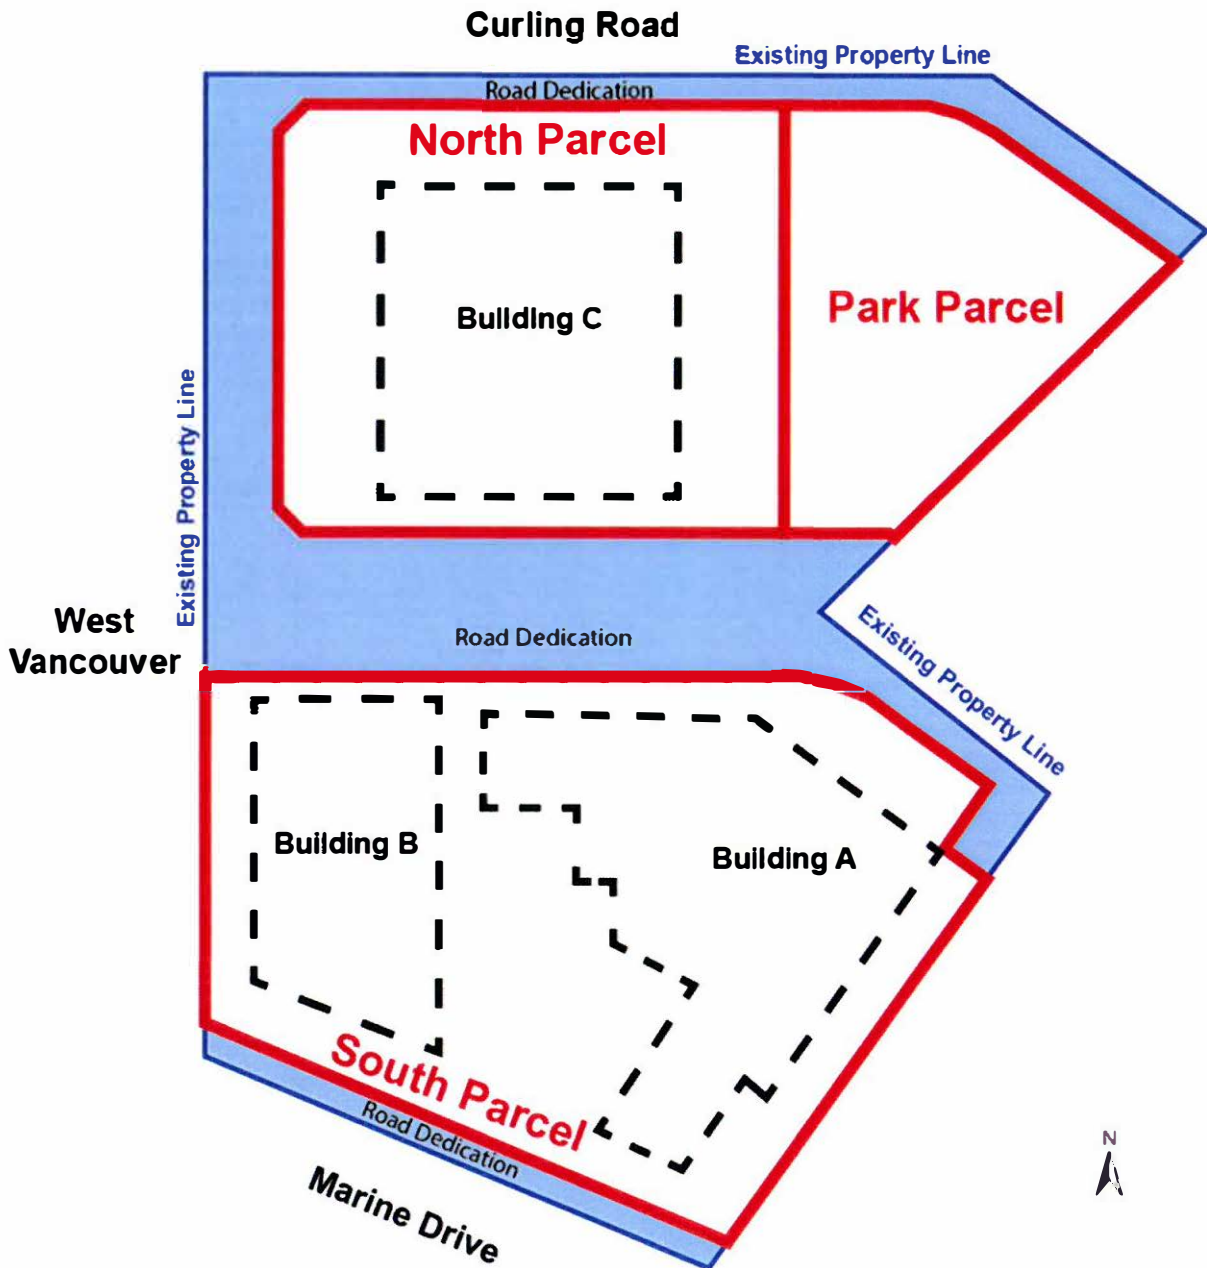 Curling Road
Existing Property Line
Road Dedication
North Parcel
Building C
Park Parcel
Existing Property Line
West
Vancouver
Road Dedication
Existing Property Line
Building B
Building A
South Parcel
Road Dedication
Marine Drive
N